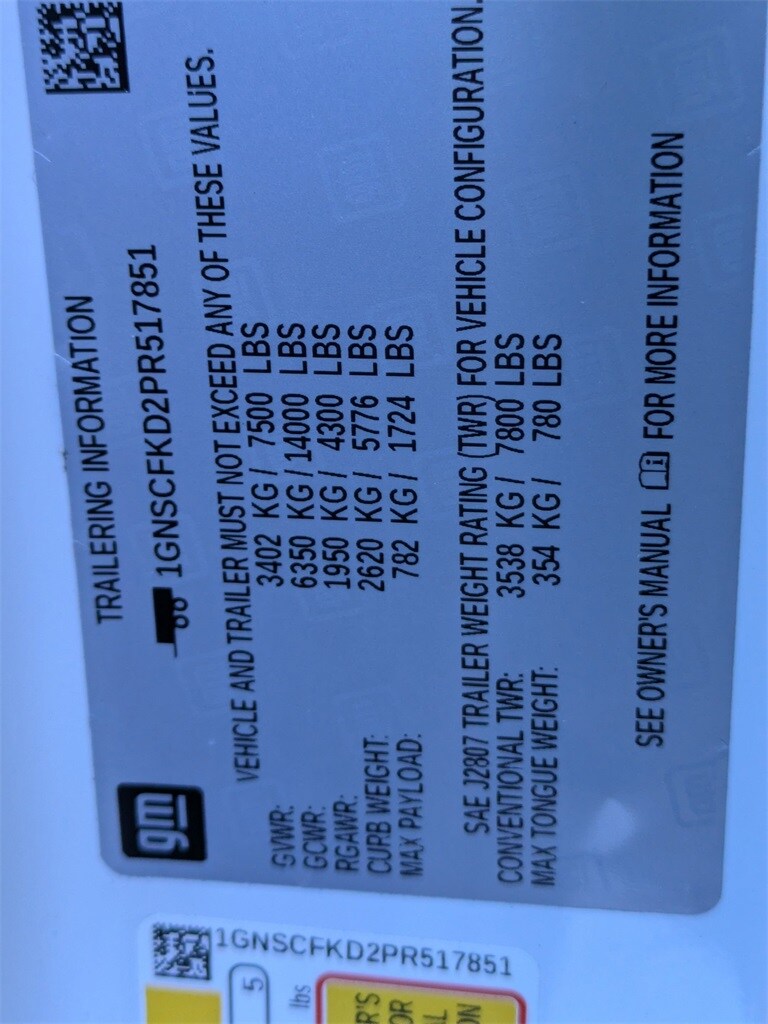 gm
TRAILERING INFORMATION
1GNSCFKD2PR517851
VEHICLE AND TRAILER MUST NOT EXCEED ANY OF THESE VALUES.
GVWR: 3402 KG / 7500 LBS
GCWR: 6350 KG / 14000 LBS
RGAWR: 1950 KG / 4300 LBS
CURB WEIGHT: 2620 KG / 5776 LBS
MAX PAYLOAD: 782 KG / 1724 LBS
SAE J2807 TRAILER WEIGHT RATING (TWR) FOR VEHICLE CONFIGURATION.
CONVENTIONAL TWR: 3538 KG / 7800 LBS
MAX TONGUE WEIGHT: 354 KG / 780 LBS
SEE OWNER'S MANUAL FOR MORE INFORMATION
1GNSCFKD2PR517851
5
lbs